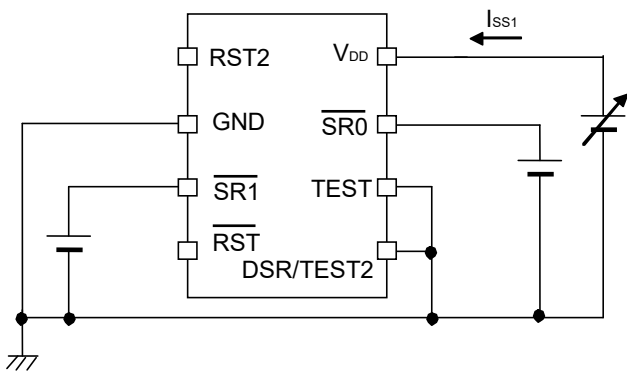 ISS1
RST2
VDD
GND
SR0
SR1
TEST
RST
DSR/TEST2